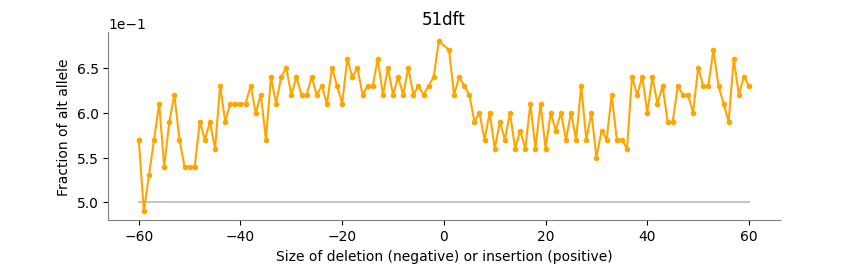 51dft
1e−1
Fraction of alt allele
6.5
6.0
5.5
5.0
−60 −40 −20 0 20 40 60
Size of deletion (negative) or insertion (positive)